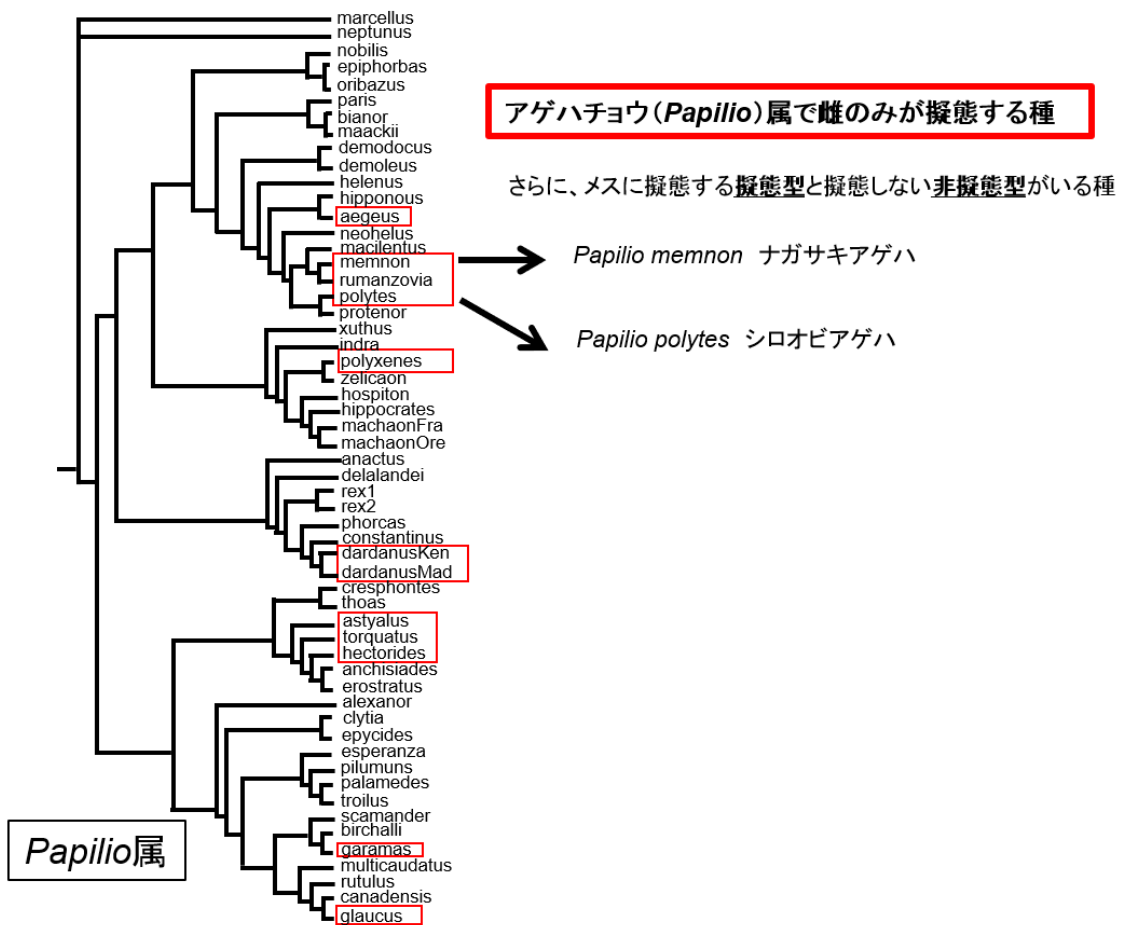 marcellus
neptunus
nobilis
epiphorbas
oribazus
paris
bianor
maackii
demodocus
demoleus
helenus
hipponous
aegeus
neohelus
macilentus
memnon
rumanzovia
polytes
protenor
xuthus
indra
polyxenes
zelicaon
hospiton
hippocrates
machaonFra
machaonOre
anactus
delalandei
rex1
rex2
phorcas
constantinus
dardanusKen
dardanusMad
cresphontes
thoas
astyalus
torquatus
hectorides
anchisiades
erostratus
alexanor
clytia
epycides
esperanza
pilumuns
palamedes
troilus
scamander
birchalli
garamas
multicaudatus
rutulus
canadensis
glaucus
アゲハチョウ（Papilio）属で雌のみが擬態する種
さらに、メスに擬態する擬態型と擬態しない非擬態型がいる種
Papilio memnon ナガサキアゲハ
Papilio polytes シロオビアゲハ
Papilio属